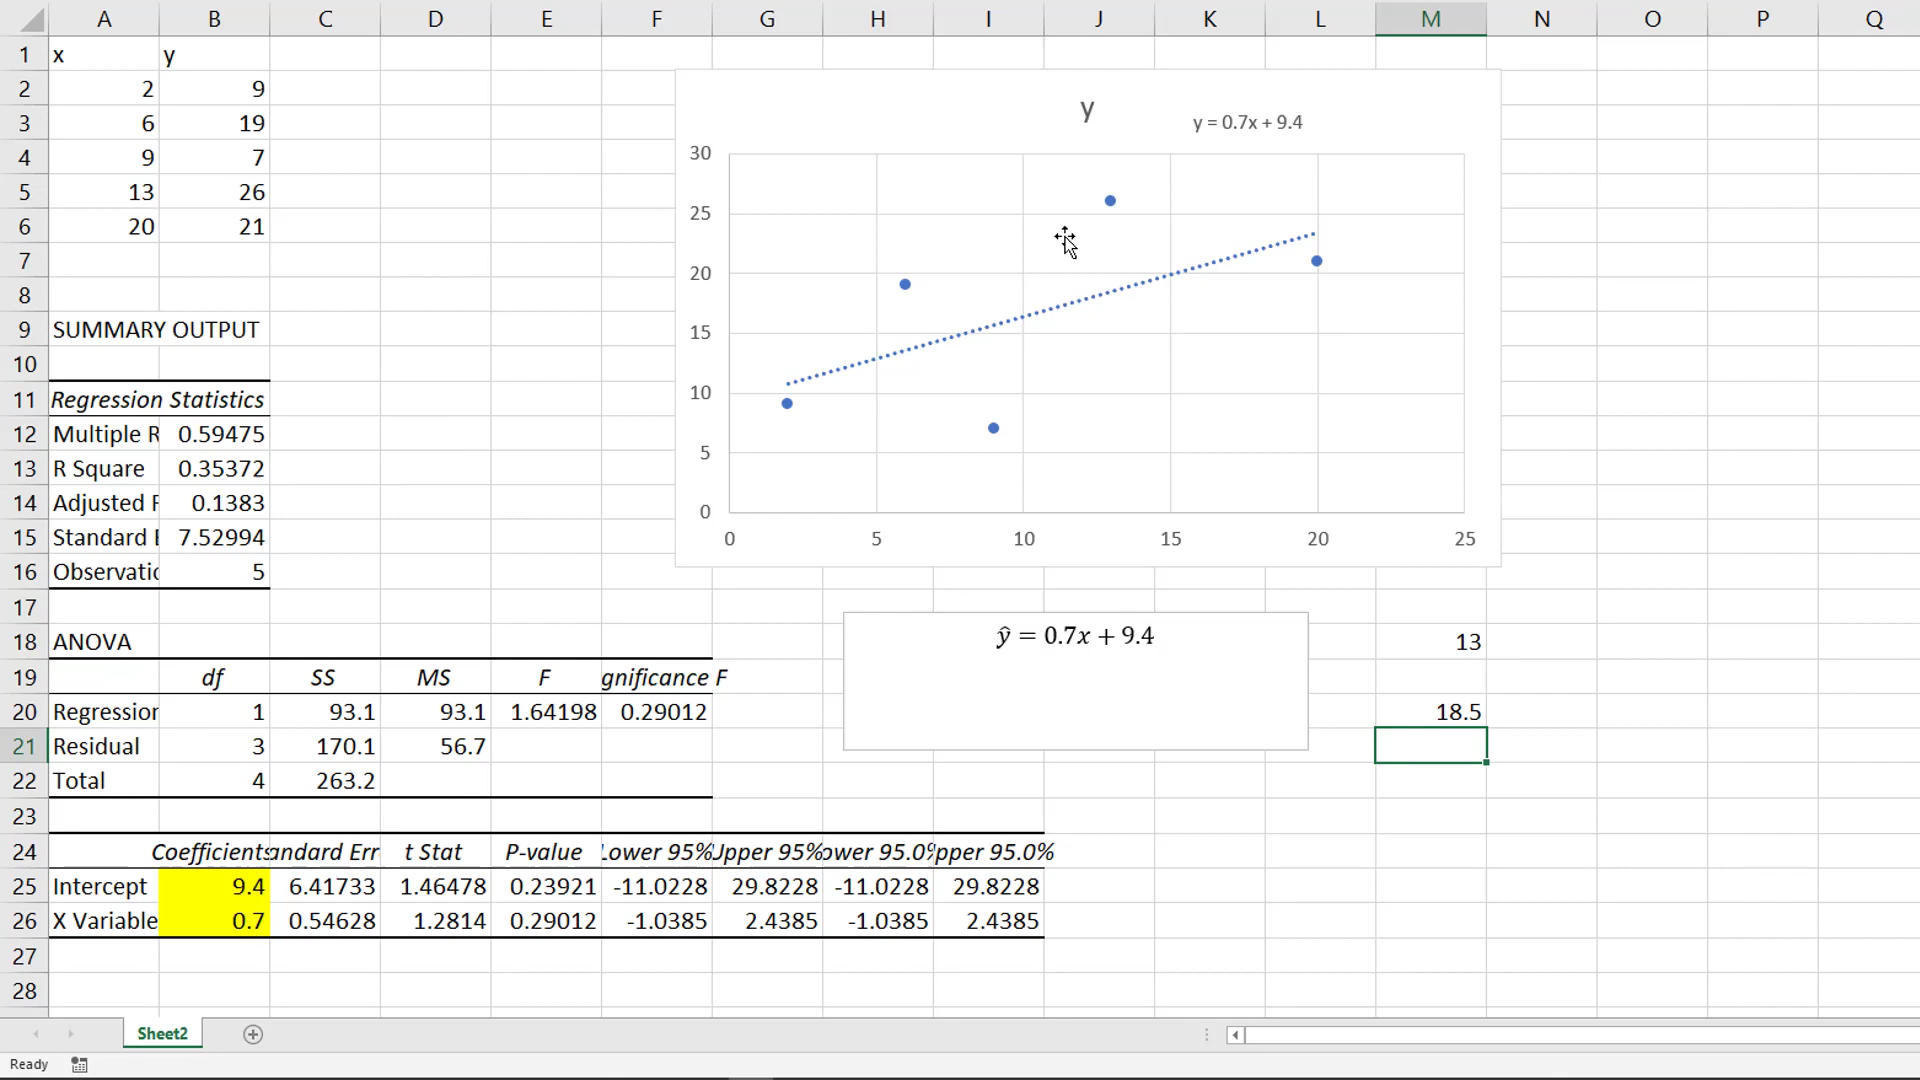 A B C D E F G H I J K L M N O P Q
1 x y
2 2 9
3 6 19
4 9 7
5 13 26
6 20 21
7
8
9 SUMMARY OUTPUT
10
11 Regression Statistics
12 Multiple R 0.59475
13 R Square 0.35372
14 Adjusted F 0.1383
15 Standard E 7.52994
16 Observatio 5
17
18 ANOVA 13
19 df SS MS F gnificance F
20 Regression 1 93.1 93.1 1.64198 0.29012 18.5
21 Residual 3 170.1 56.7
22 Total 4 263.2
23
24 Coefficients andard Err t Stat P-value Lower 95% Upper 95% ower 95.0% pper 95.0%
25 Intercept 9.4 6.41733 1.46478 0.23921 -11.0228 29.8228 -11.0228 29.8228
26 X Variable 0.7 0.54628 1.2814 0.29012 -1.0385 2.4385 -1.0385 2.4385
27
28
y
y = 0.7x + 9.4
30
25
20
15
10
5
0
0 5 10 15 20 25
ŷ = 0.7x + 9.4
Sheet2
Ready